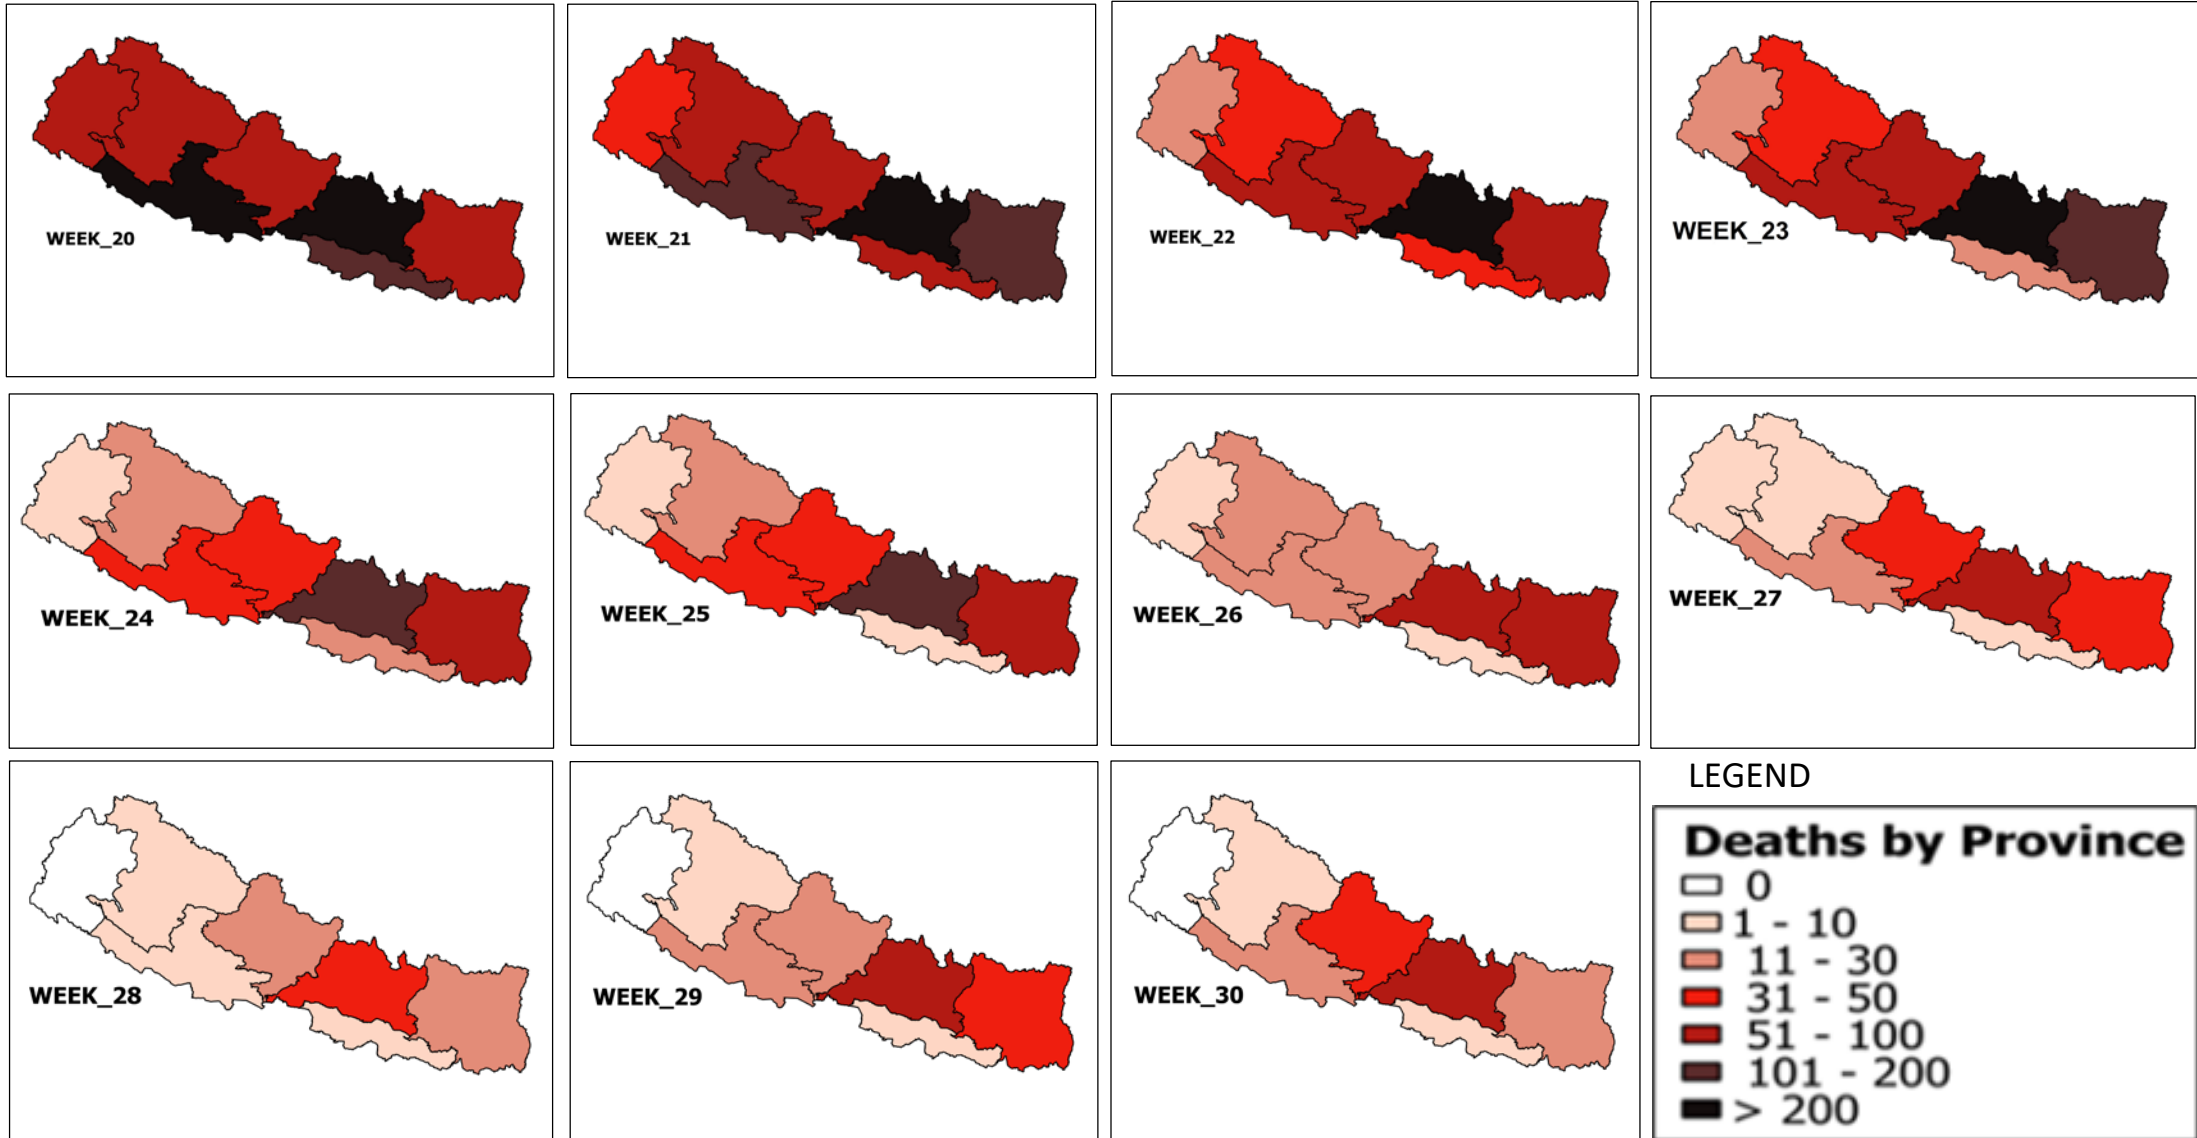 WEEK_20
WEEK_21
WEEK_22
WEEK_23
WEEK_24
WEEK_25
WEEK_26
WEEK_27
WEEK_28
WEEK_29
WEEK_30
LEGEND
Deaths by Province
0
1 - 10
11 - 30
31 - 50
51 - 100
101 - 200
> 200